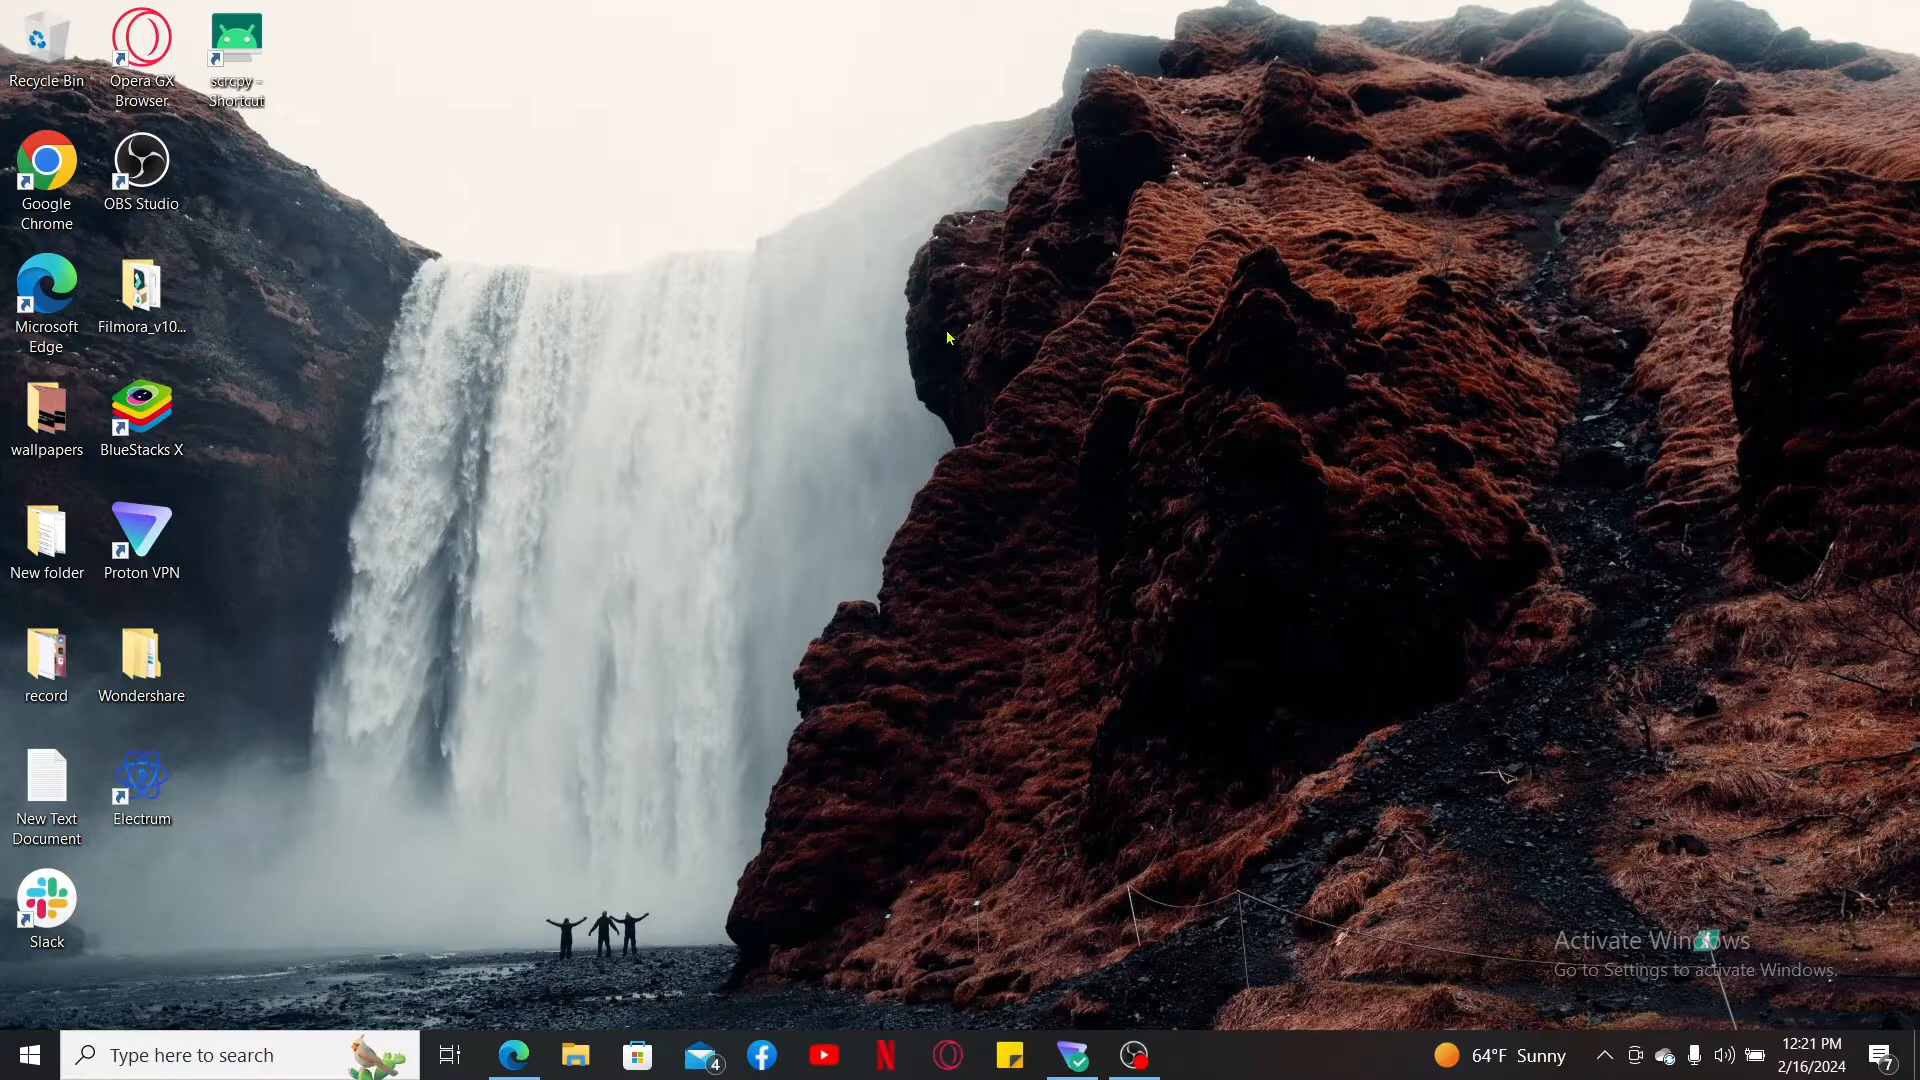 Recycle Bin
Opera GX
Browser
scrcpy -
Shortcut
Google
Chrome
OBS Studio
Microsoft
Edge
Filmora_v10...
wallpapers
BlueStacks X
New folder
Proton VPN
record
Wondershare
New Text
Document
Electrum
Slack
Activate Windows
Go to Settings to activate Windows.
Type here to search
4
64°F Sunny
12:21 PM
2/16/2024
7